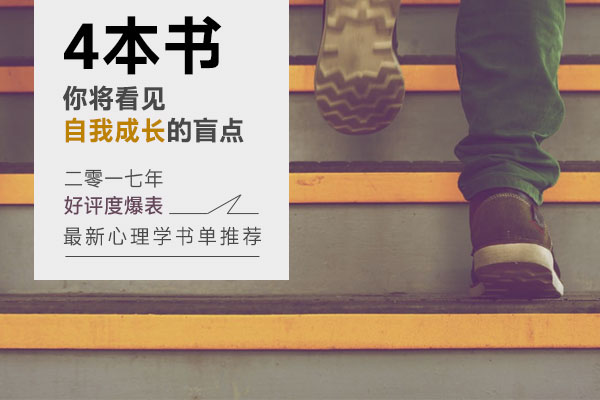 4本书
你将看见
自我成长的盲点
二零一七年
好评度爆表
最新心理学书单推荐